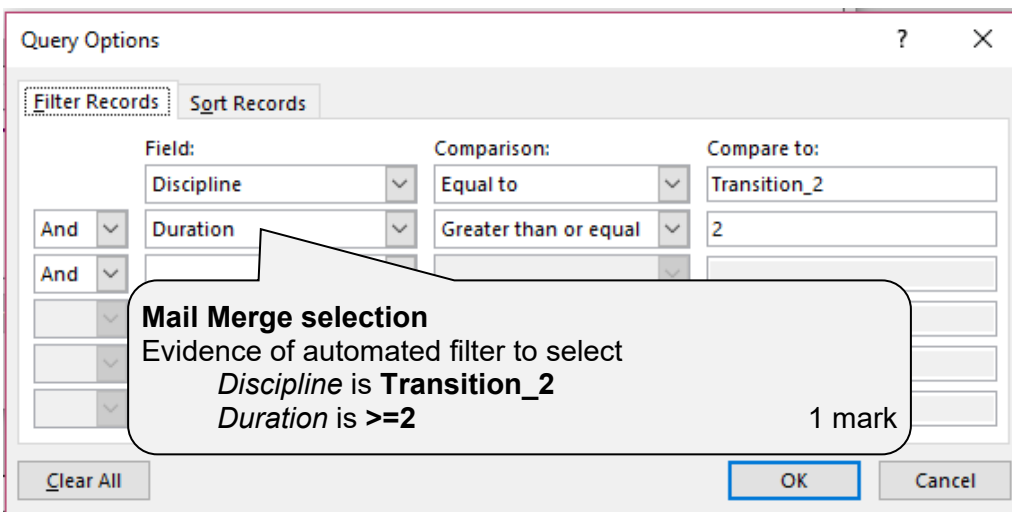 Query Options ? ×
Filter Records Sort Records
Field: Comparison: Compare to:
Discipline Equal to Transition_2
And Duration Greater than or equal 2
And
Mail Merge selection
Evidence of automated filter to select
Discipline is Transition_2
Duration is >=2 1 mark
Clear All OK Cancel